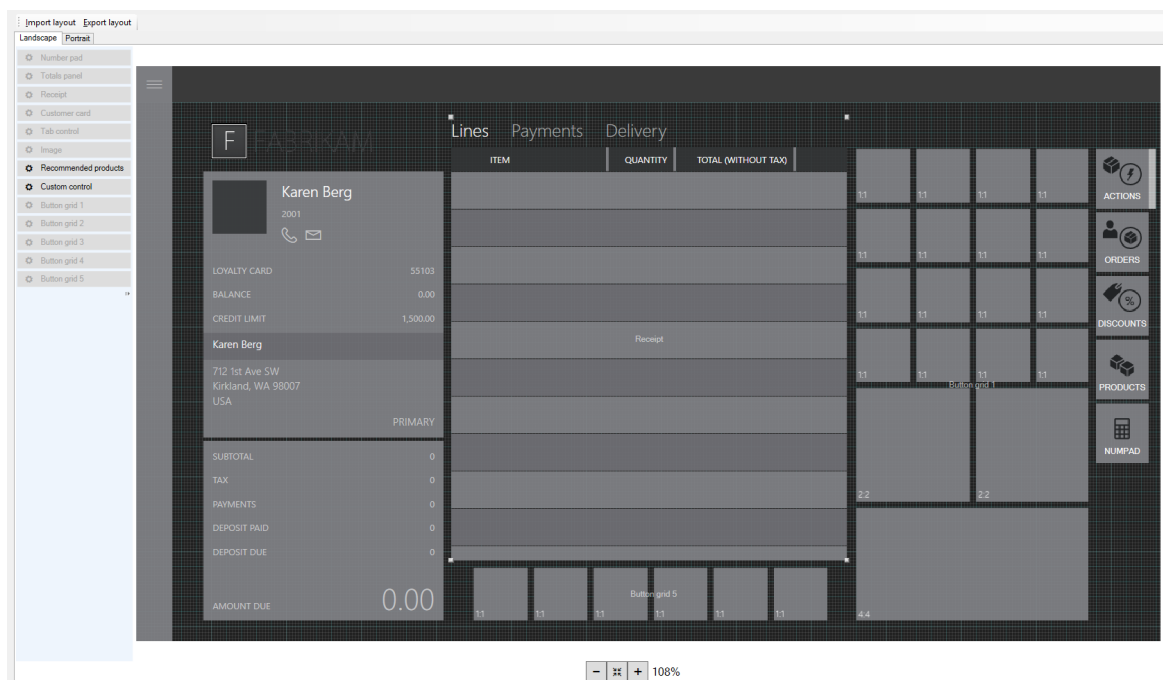 Import layout Export layout
Landscape Portrait
Number pad
Totals panel
Receipt
Customer card
Tab control
Image
Recommended products
Custom control
Button grid 1
Button grid 2
Button grid 3
Button grid 4
Button grid 5
F FABRIKAM
Karen Berg
2001
LOYALTY CARD 55103
BALANCE 0.00
CREDIT LIMIT 1,500.00
Karen Berg
712 1st Ave SW
Kirkland, WA 98007
USA
PRIMARY
SUBTOTAL 0
TAX 0
PAYMENTS 0
DEPOSIT PAID 0
DEPOSIT DUE 0
AMOUNT DUE 0.00
Lines Payments Delivery
ITEM QUANTITY TOTAL (WITHOUT TAX)
Receipt
Button grid 5
1:1 1:1 1:1 1:1 1:1 1:1
1:1 1:1 1:1 1:1
1:1 1:1 1:1 1:1
1:1 1:1 1:1 1:1
1:1 1:1 1:1 1:1
Button grid 1
2:2 2:2
4:4
ACTIONS
ORDERS
DISCOUNTS
PRODUCTS
NUMPAD
108%